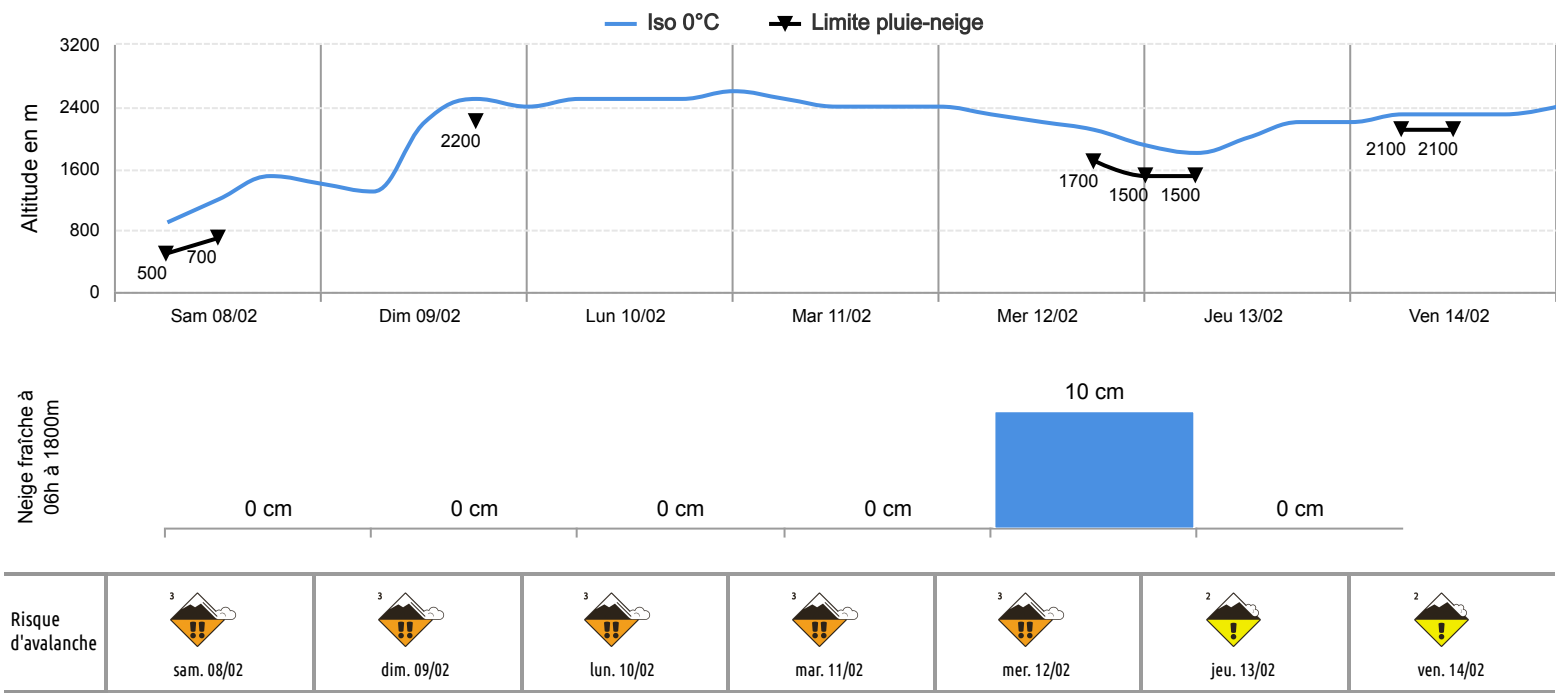 Iso 0°C Limite pluie-neige
Altitude en m
3200
2400
1600
800
0
500 700 2200 1700 1500 1500 2100 2100
Sam 08/02 Dim 09/02 Lun 10/02 Mar 11/02 Mer 12/02 Jeu 13/02 Ven 14/02
Neige fraîche à
06h à 1800m
0 cm 0 cm 0 cm 0 cm 10 cm 0 cm
Risque
d'avalanche
3 3 3 3 3 2 2
!! !! !! !! !! ! !
sam. 08/02 dim. 09/02 lun. 10/02 mar. 11/02 mer. 12/02 jeu. 13/02 ven. 14/02